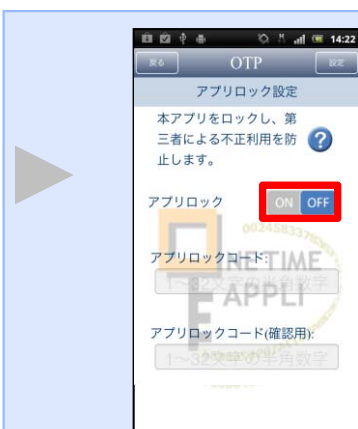 14:22
戻る OTP 設定
アプリロック設定
本アプリをロックし、第
三者による不正利用を防
止します。
?
アプリロック ON OFF
0024583378
アプリロックコード:
NETIME
1〜32文字の半角数字
APPLI
アプリロックコード(確認用):
1〜32文字の半角数字